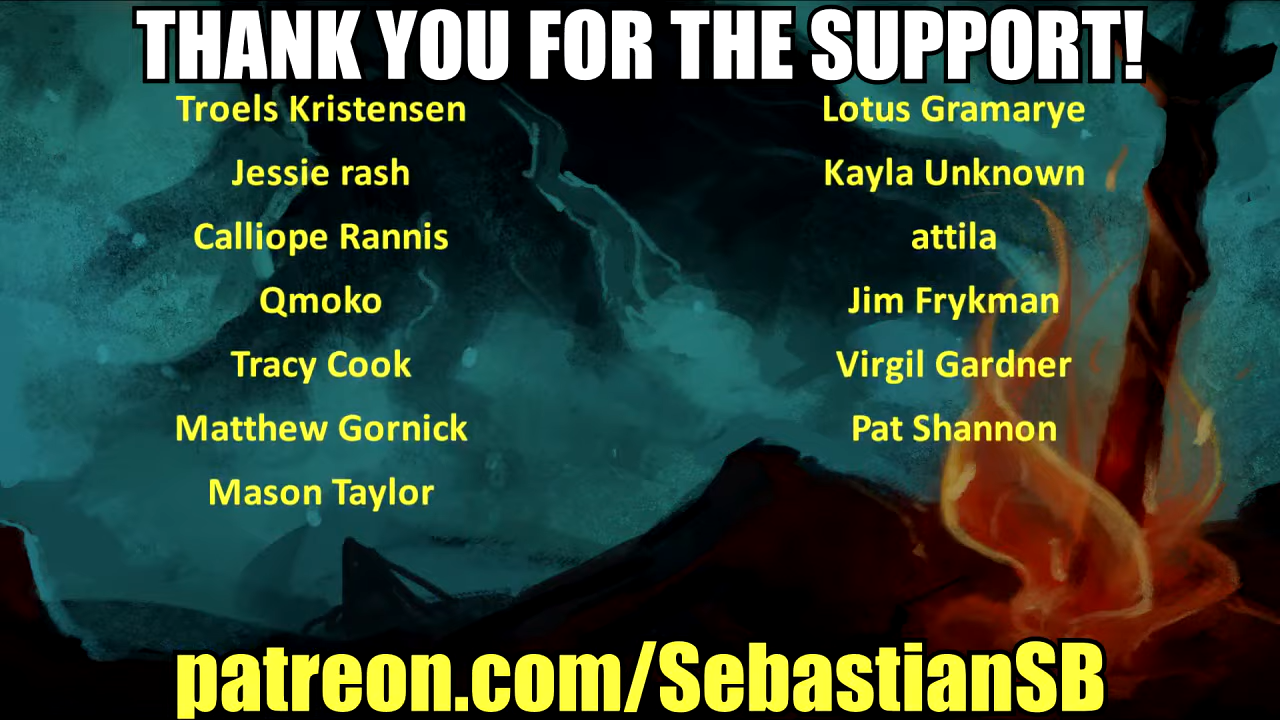 THANK YOU FOR THE SUPPORT!
Troels Kristensen
Jessie rash
Calliope Rannis
Qmoko
Tracy Cook
Matthew Gornick
Mason Taylor
Lotus Gramarye
Kayla Unknown
attila
Jim Frykman
Virgil Gardner
Pat Shannon
patreon.com/SebastianSB